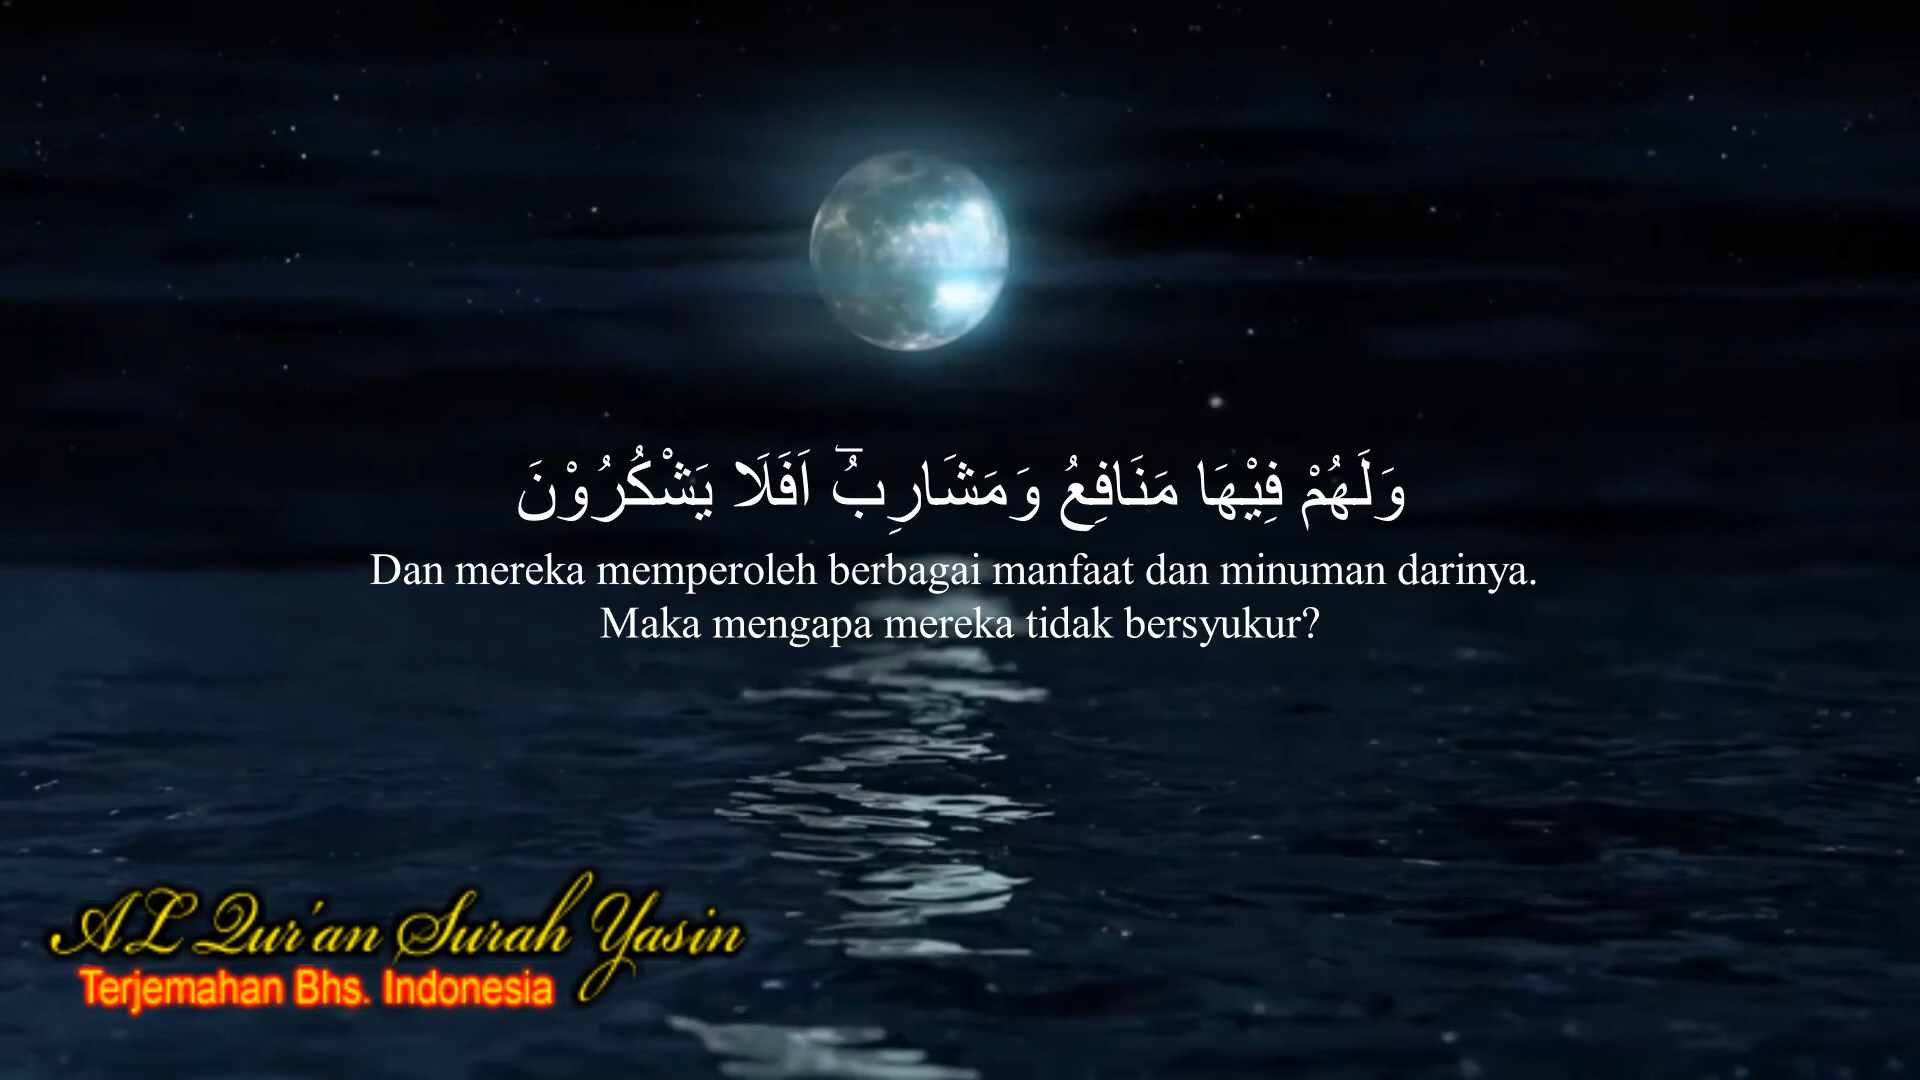 وَلَهُمْ فِيْهَا مَنَافِعُ وَمَشَارِبُۗ اَفَلَا يَشْكُرُوْنَ
Dan mereka memperoleh berbagai manfaat dan minuman darinya.
Maka mengapa mereka tidak bersyukur?
AL Qur'an Surah Yasin
Terjemahan Bhs. Indonesia